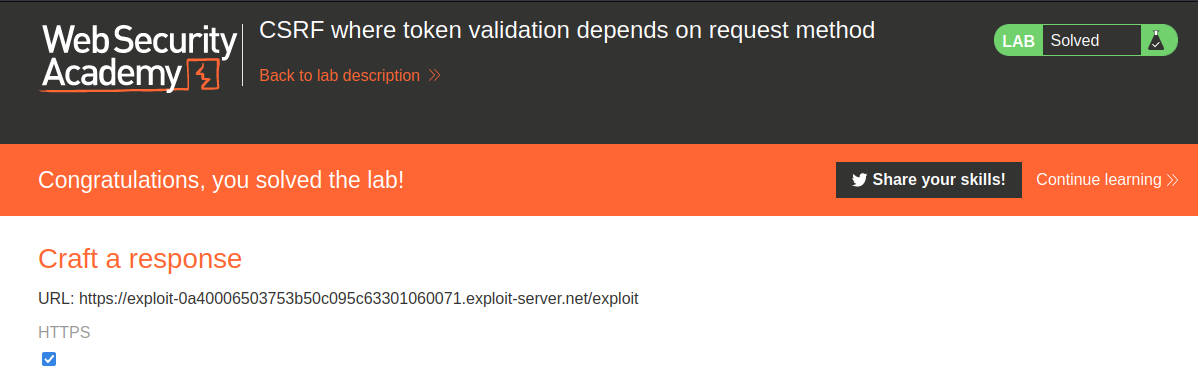 Web Security
Academy
CSRF where token validation depends on request method
Back to lab description
LAB Solved
Congratulations, you solved the lab!
Share your skills!
Continue learning
Craft a response
URL: https://exploit-0a40006503753b50c095c63301060071.exploit-server.net/exploit
HTTPS